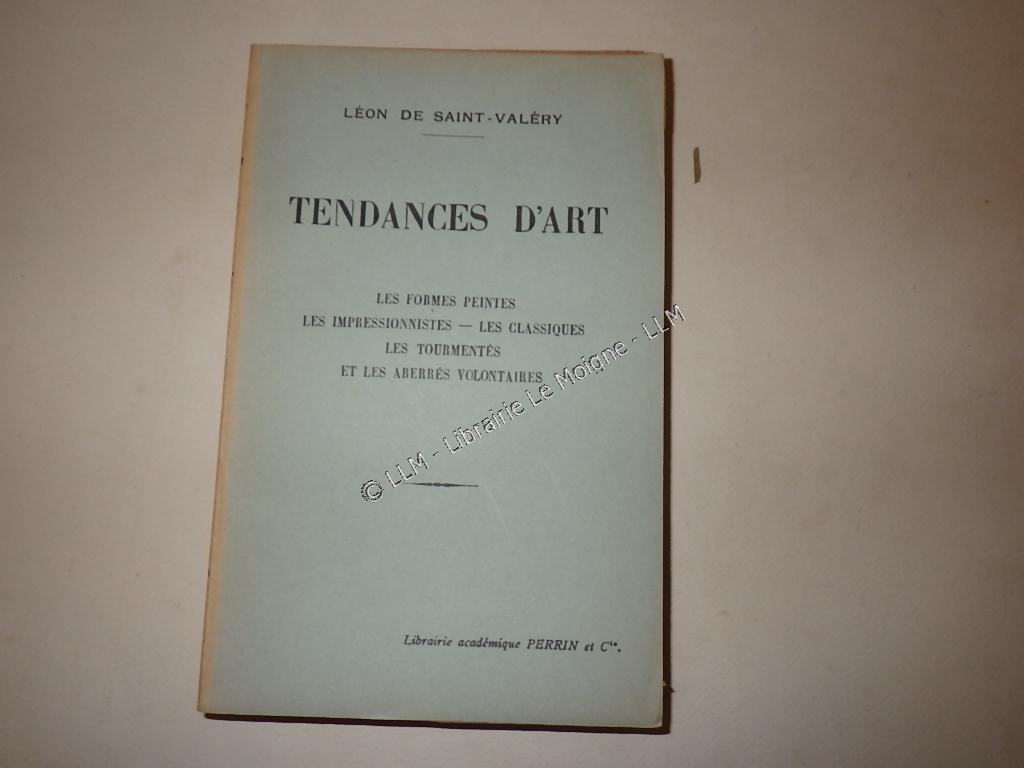 LÉON DE SAINT-VALÉRY
TENDANCES D'ART
LES FORMES PEINTES
LES IMPRESSIONNISTES — LES CLASSIQUES
LES TOURMENTÉS
ET LES ABERRÉS VOLONTAIRES
© LLM - Librairie Le Moigne - LLM
Librairie académique PERRIN et Cie.